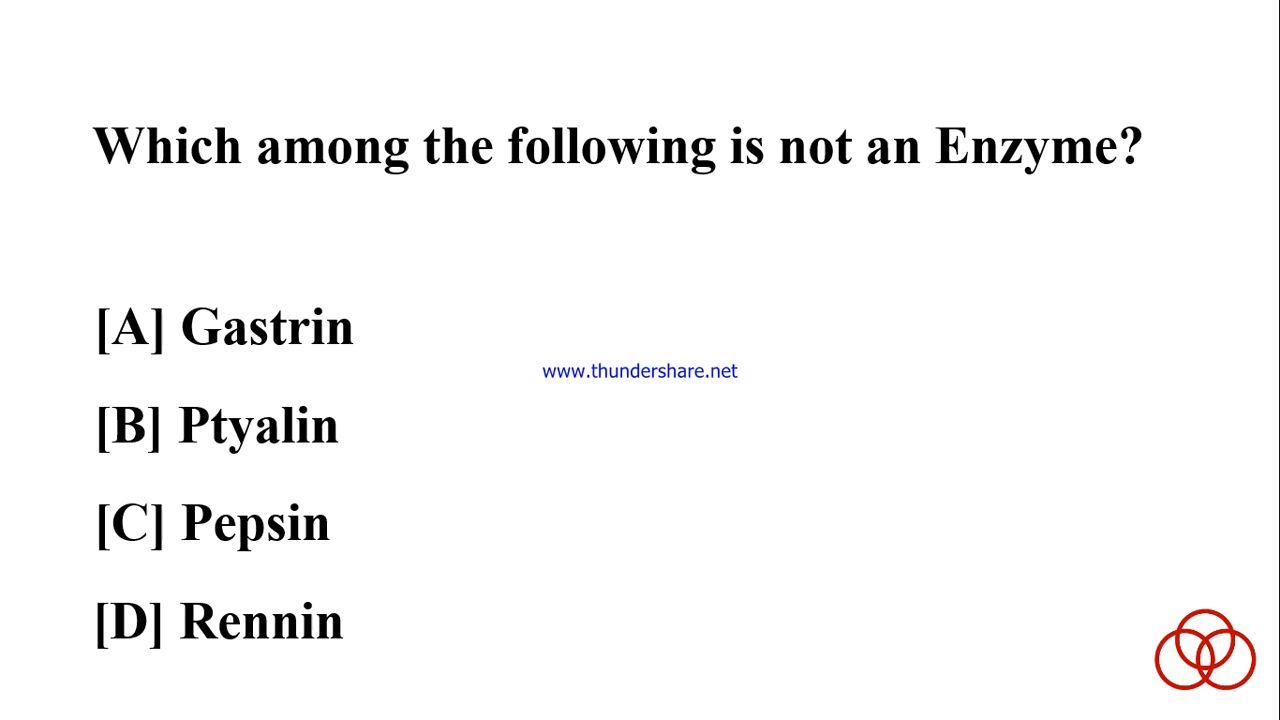 Which among the following is not an Enzyme?
[A] Gastrin
www.thundershare.net
[B] Ptyalin
[C] Pepsin
[D] Rennin